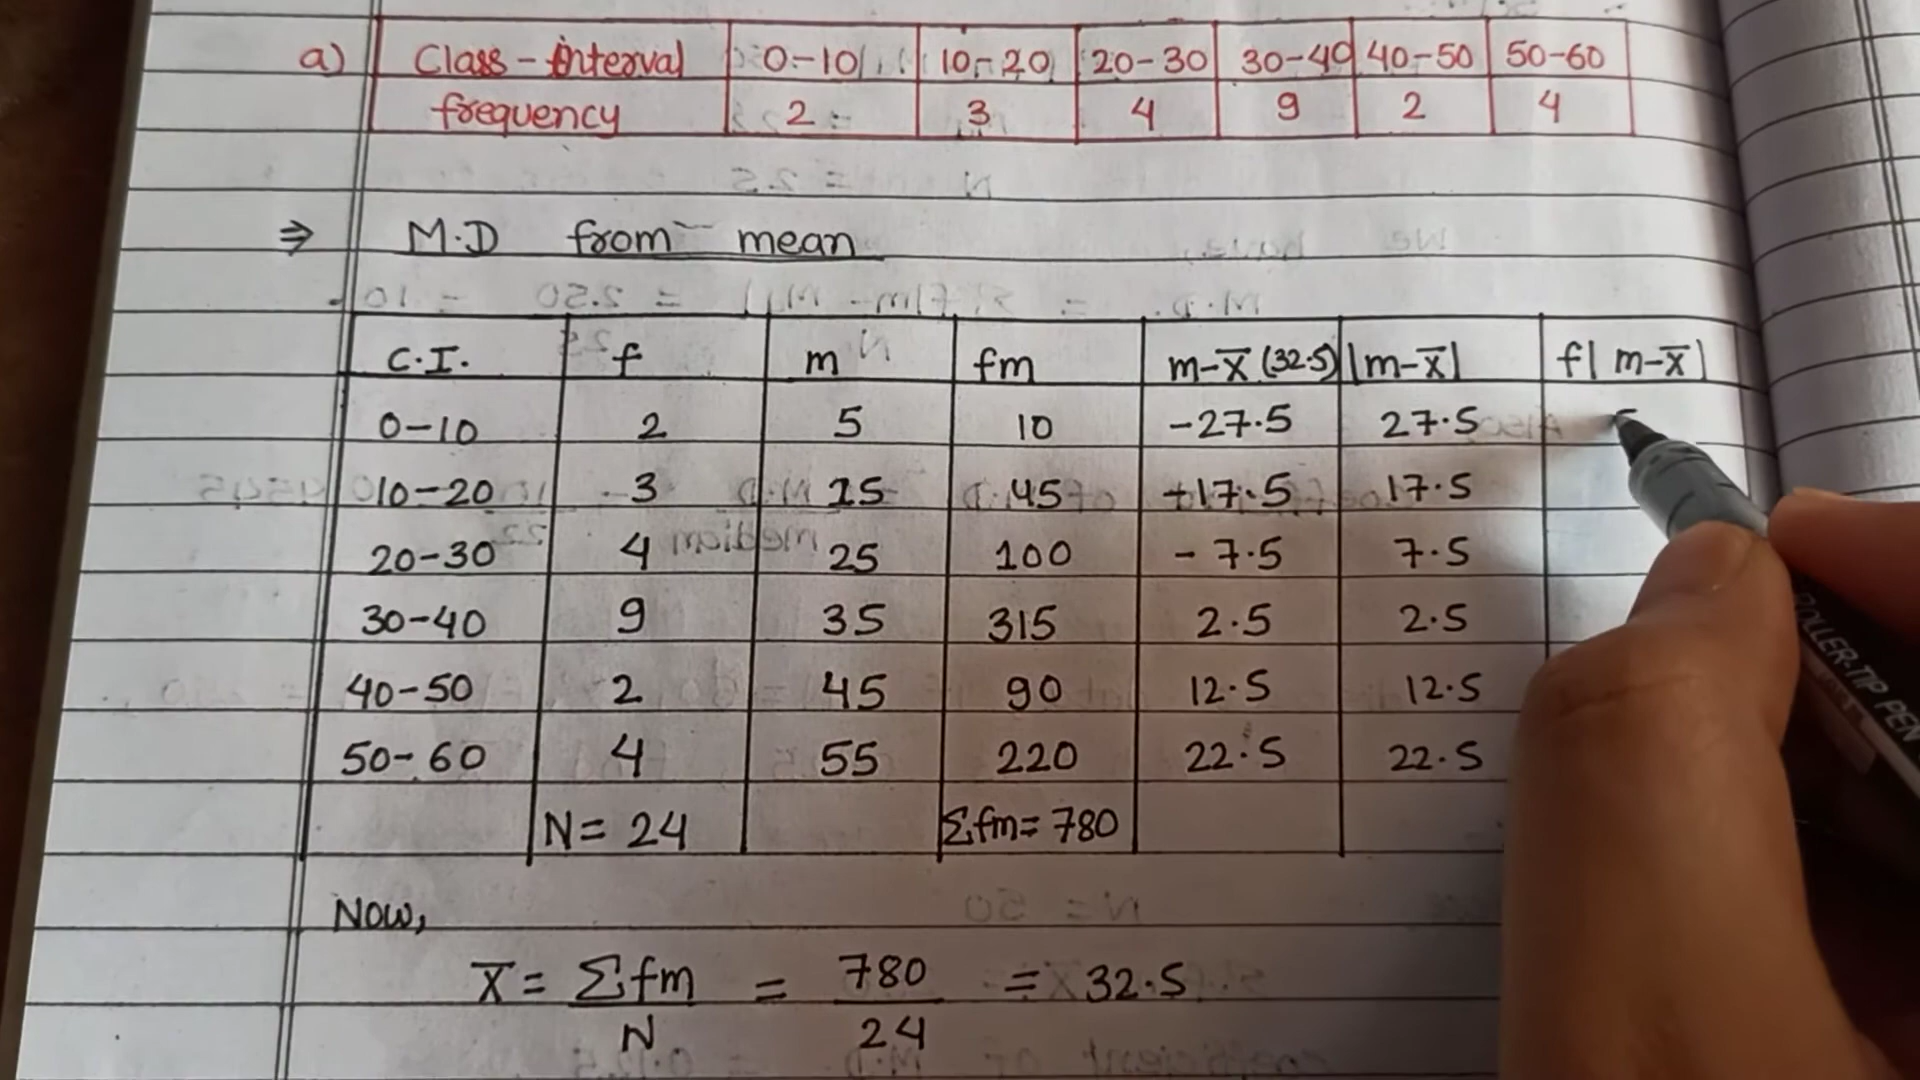 a) Class-interval 0-10 10-20 20-30 30-40 40-50 50-60
frequency 2 3 4 9 2 4
⇒ M.D from mean
C.I. f m fm m-X̅ (32.5) |m-X̅| f|m-X̅|
0-10 2 5 10 -27.5 27.5 5
10-20 3 15 45 +17.5 17.5
20-30 4 25 100 -7.5 7.5
30-40 9 35 315 2.5 2.5
40-50 2 45 90 12.5 12.5
50-60 4 55 220 22.5 22.5
N = 24 Σfm = 780
Now,
X̅ = Σfm / N = 780 / 24 = 32.5
ROLLER-TIP PEN